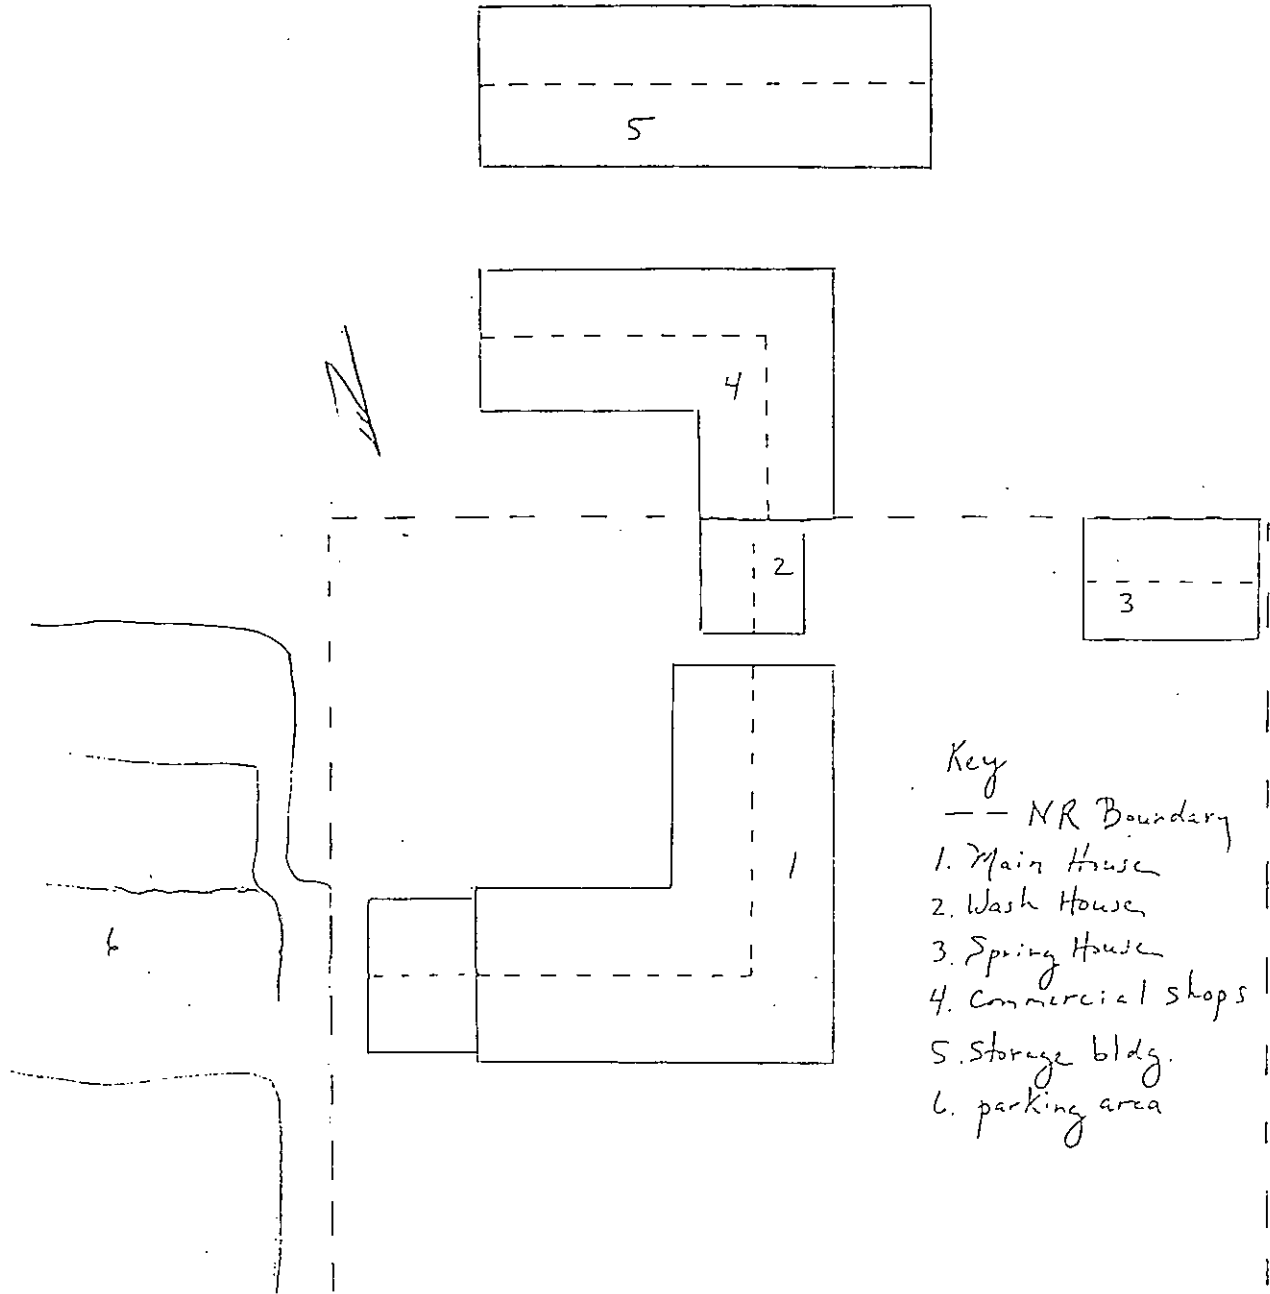 5
4
2
3
1
6
N
Key
-- NR Boundary
1. Main House
2. Wash House
3. Spring House
4. Commercial shops
5. Storage bldg.
6. parking area